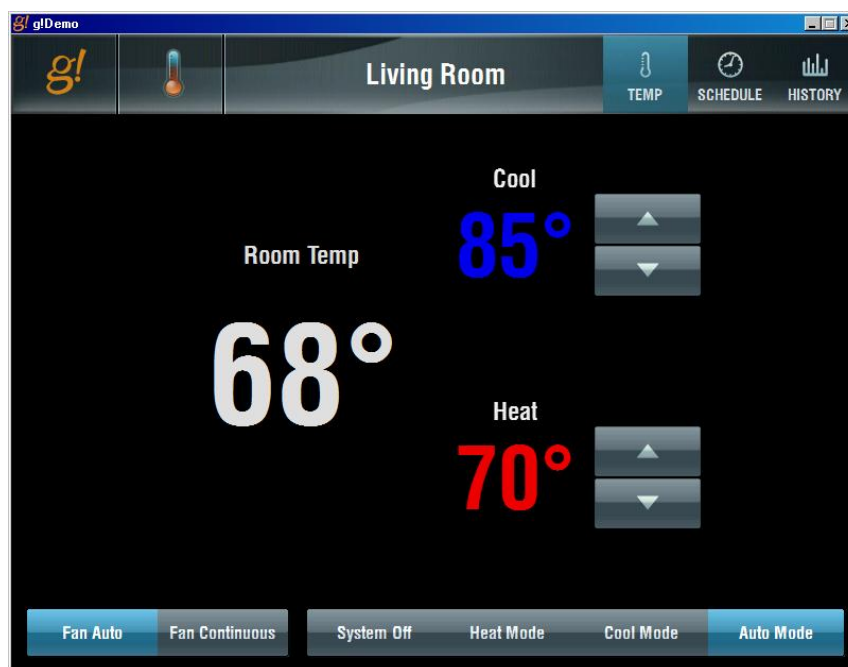 g! g!Demo
g!
Living Room
TEMP
SCHEDULE
HISTORY
Cool
85°
Room Temp
68°
Heat
70°
Fan Auto
Fan Continuous
System Off
Heat Mode
Cool Mode
Auto Mode